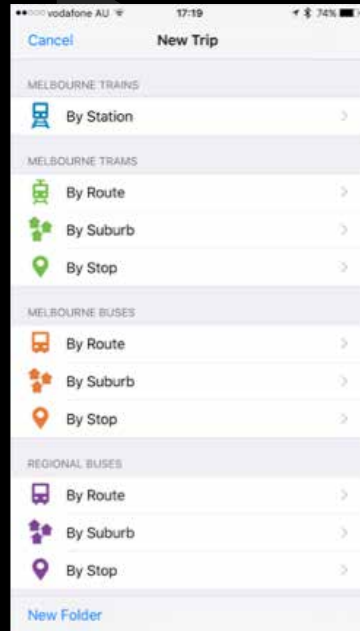 vodafone AU 17:19 74%
Cancel New Trip
MELBOURNE TRAINS
By Station
MELBOURNE TRAMS
By Route
By Suburb
By Stop
MELBOURNE BUSES
By Route
By Suburb
By Stop
REGIONAL BUSES
By Route
By Suburb
By Stop
New Folder